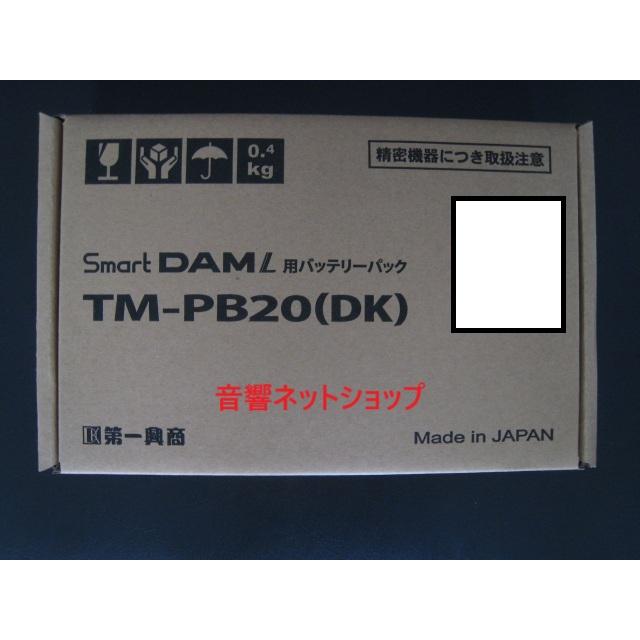 0.4
kg
精密機器につき取扱注意
Smart DAM L 用バッテリーパック
TM-PB20(DK)
音響ネットショップ
DK 第一興商
Made in JAPAN